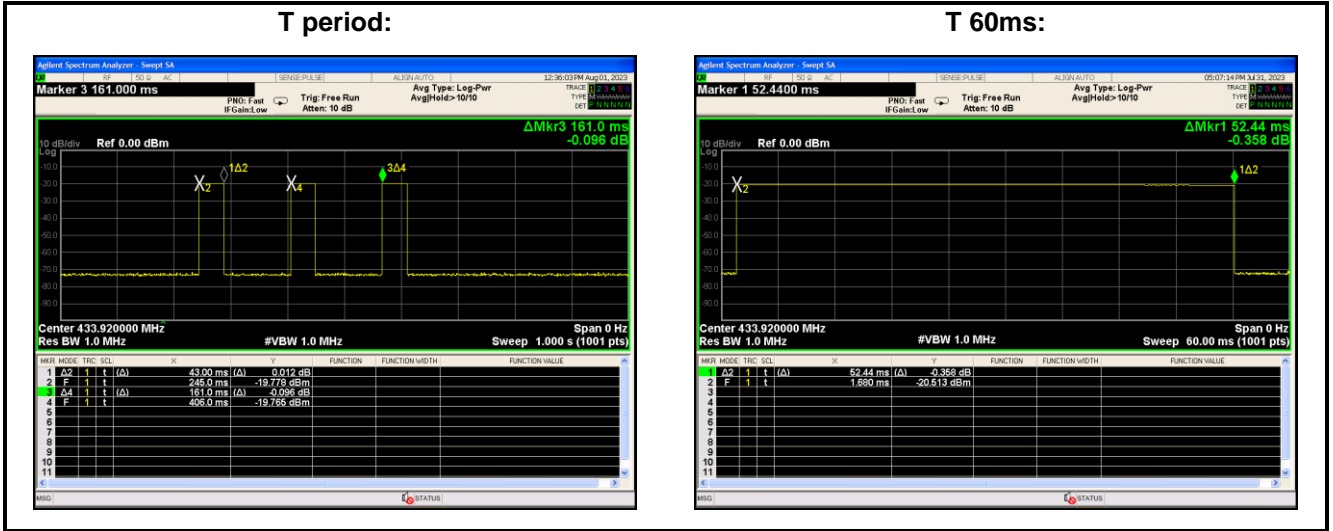 T period:
Agilent Spectrum Analyzer - Swept SA
RF 50 Ω AC SENSE:PULSE ALIGN AUTO 12:36:03 PM Aug 01, 2023
Marker 3 161.000 ms
PNO: Fast
IFGain:Low
Trig: Free Run
Atten: 10 dB
Avg Type: Log-Pwr
Avg|Hold:>10/10
TRACE 1 2 3 4 5 6
TYPE M
DET P N N N N N
ΔMkr3 161.0 ms
-0.096 dB
10 dB/div Ref 0.00 dBm
Log
-10.0
-20.0
-30.0
-40.0
-50.0
-60.0
-70.0
-80.0
-90.0
X2
1Δ2
X4
3Δ4
Center 433.920000 MHz Span 0 Hz
Res BW 1.0 MHz #VBW 1.0 MHz Sweep 1.000 s (1001 pts)
MKR MODE TRC SCL X Y FUNCTION FUNCTION WIDTH FUNCTION VALUE
1 Δ2 1 t (Δ) 43.00 ms (Δ) 0.012 dB
2 F 1 t 245.0 ms -19.778 dBm
3 Δ4 1 t (Δ) 161.0 ms (Δ) -0.096 dB
4 F 1 t 406.0 ms -19.765 dBm
5
6
7
8
9
10
11
MSG STATUS
T 60ms:
Agilent Spectrum Analyzer - Swept SA
RF 50 Ω AC SENSE:PULSE ALIGN AUTO 05:07:14 PM Jul 31, 2023
Marker 1 52.4400 ms
PNO: Fast
IFGain:Low
Trig: Free Run
Atten: 10 dB
Avg Type: Log-Pwr
Avg|Hold:>10/10
TRACE 1 2 3 4 5 6
TYPE M
DET P N N N N N
ΔMkr1 52.44 ms
-0.358 dB
10 dB/div Ref 0.00 dBm
Log
-10.0
-20.0
-30.0
-40.0
-50.0
-60.0
-70.0
-80.0
-90.0
X2
1Δ2
Center 433.920000 MHz Span 0 Hz
Res BW 1.0 MHz #VBW 1.0 MHz Sweep 60.00 ms (1001 pts)
MKR MODE TRC SCL X Y FUNCTION FUNCTION WIDTH FUNCTION VALUE
1 Δ2 1 t (Δ) 52.44 ms (Δ) -0.358 dB
2 F 1 t 1.680 ms -20.513 dBm
3
4
5
6
7
8
9
10
11
MSG STATUS